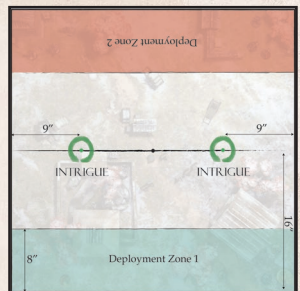 Deployment Zone 2
9"
9"
INTRIGUE
INTRIGUE
16"
8"
Deployment Zone 1